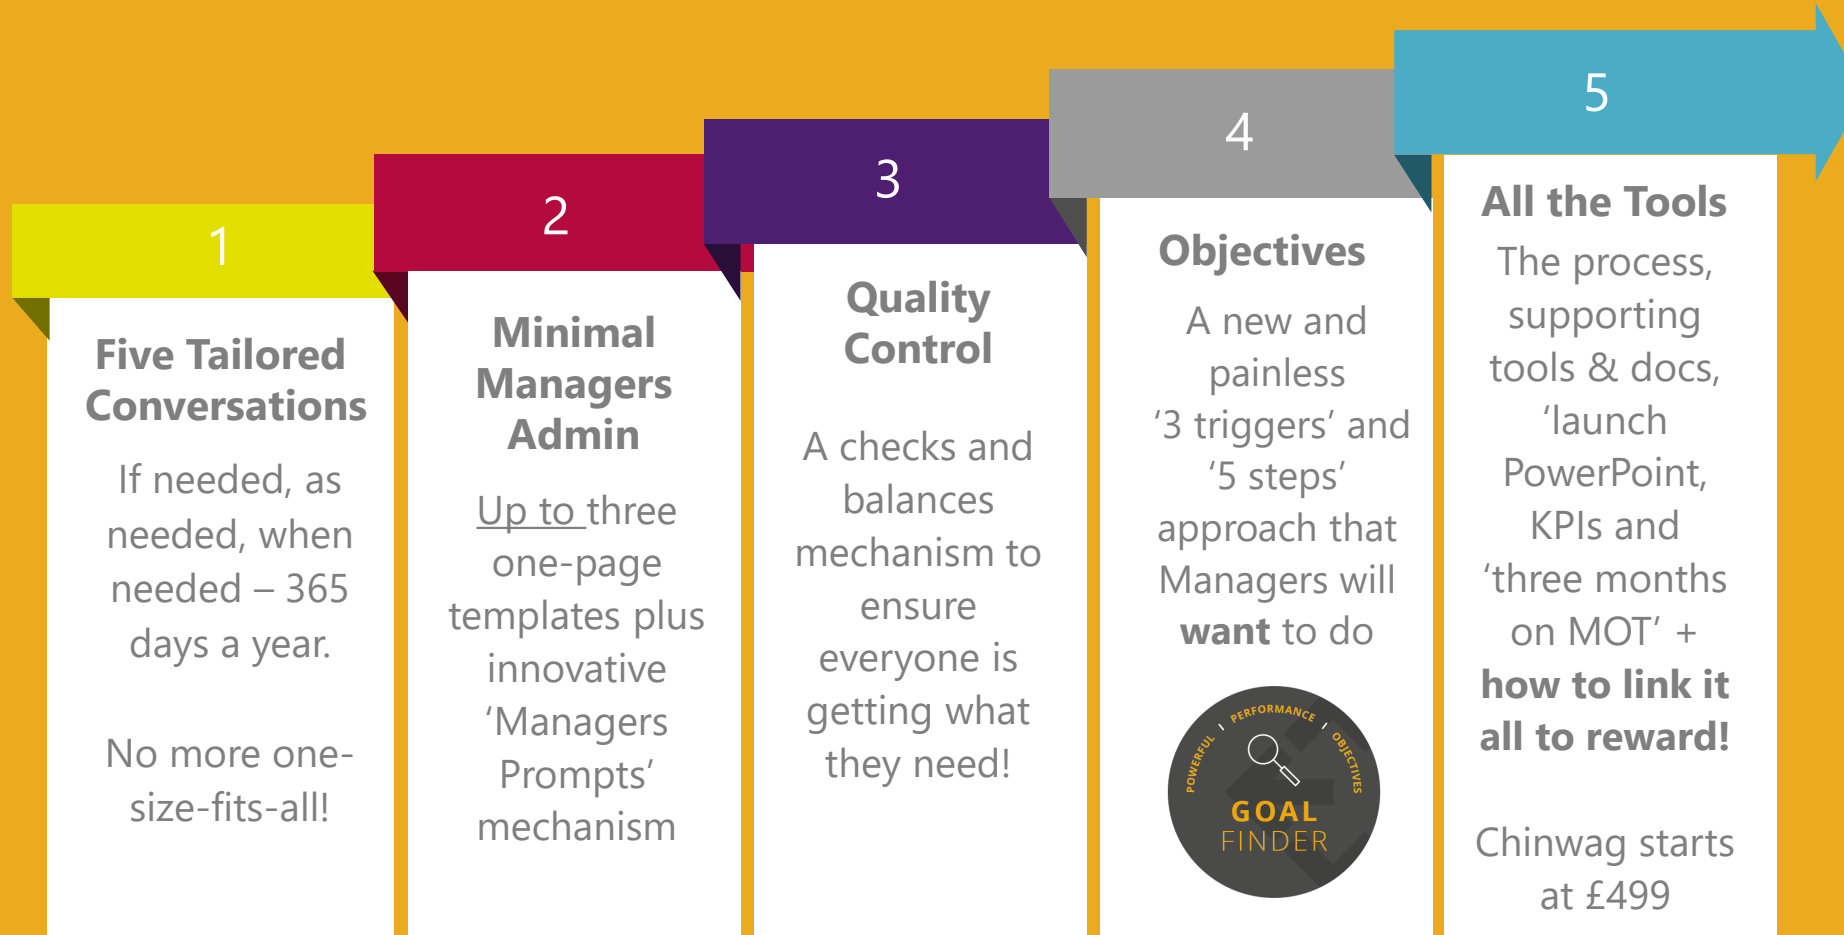 1
Five Tailored
Conversations
If needed, as
needed, when
needed – 365
days a year.
No more one-
size-fits-all!
2
Minimal
Managers
Admin
Up to three
one-page
templates plus
innovative
‘Managers
Prompts’
mechanism
3
Quality
Control
A checks and
balances
mechanism to
ensure
everyone is
getting what
they need!
4
Objectives
A new and
painless
‘3 triggers’ and
‘5 steps’
approach that
Managers will
want to do
POWERFUL | PERFORMANCE | OBJECTIVES
GOAL
FINDER
5
All the Tools
The process,
supporting
tools & docs,
‘launch
PowerPoint,
KPIs and
‘three months
on MOT’ +
how to link it
all to reward!
Chinwag starts
at £499